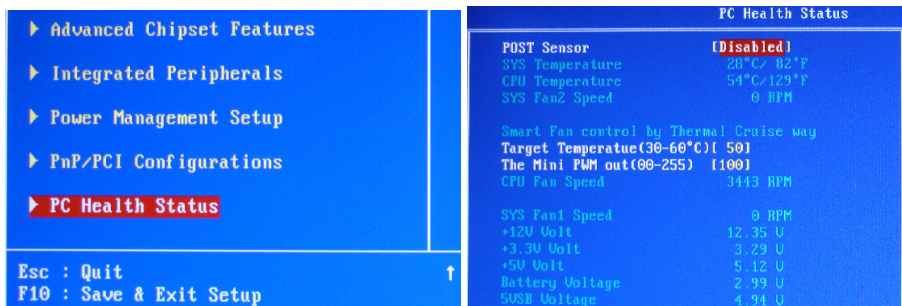 Advanced Chipset Features
Integrated Peripherals
Power Management Setup
PnP/PCI Configurations
PC Health Status
Esc : Quit
↑
F10 : Save & Exit Setup
PC Health Status
POST Sensor [Disabled]
SYS Temperature 28°C/ 82°F
CPU Temperature 54°C/129°F
SYS Fan2 Speed 0 RPM
Smart Fan control by Thermal Cruise way
Target Temperatue(30-60°C)[ 50]
The Mini PWM out(00-255) [100]
CPU Fan Speed 3443 RPM
SYS Fan1 Speed 0 RPM
+12V Volt 12.35 V
+3.3V Volt 3.29 V
+5V Volt 5.12 V
Battery Voltage 2.99 V
5VSB Voltage 4.94 V